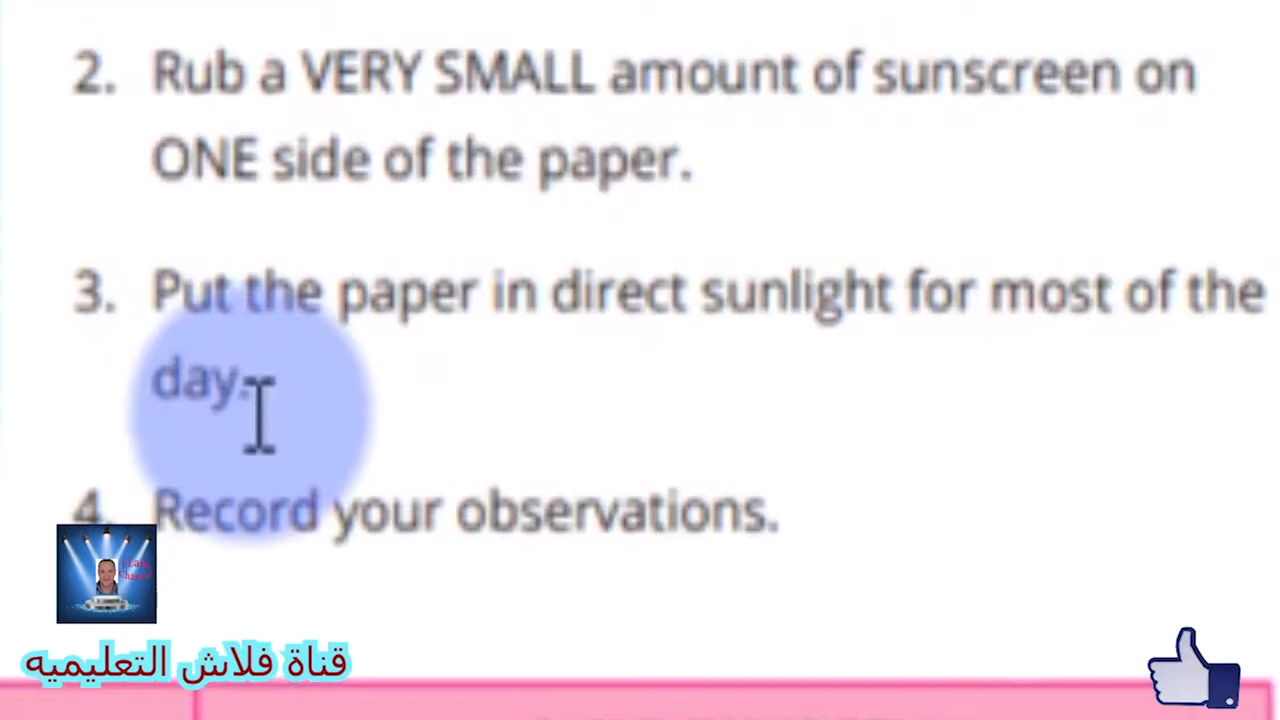 2. Rub a VERY SMALL amount of sunscreen on
ONE side of the paper.
3. Put the paper in direct sunlight for most of the
day.
4. Record your observations.
قناة فلاش التعليميه